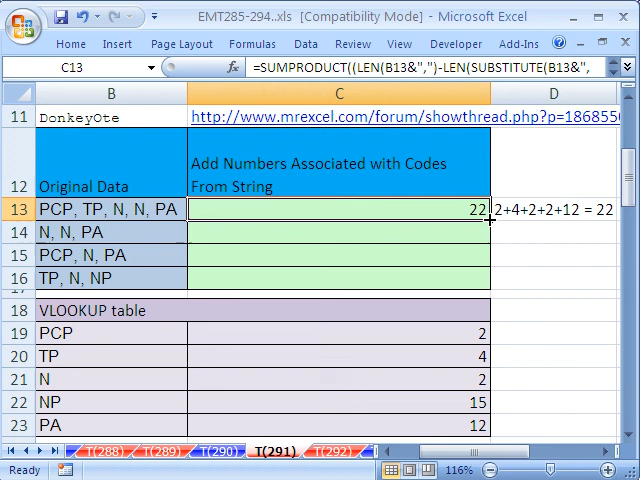 EMT285-294..xls [Compatibility Mode] - Microsoft Excel
Home Insert Page Layout Formulas Data Review View Developer Add-Ins
C13 fx =SUMPRODUCT((LEN(B13&",")-LEN(SUBSTITUTE(B13&",
B C D
11 DonkeyOte http://www.mrexcel.com/forum/showthread.php?p=1868550
Add Numbers Associated with Codes
12 Original Data From String
13 PCP, TP, N, N, PA 22 2+4+2+2+12 = 22
14 N, N, PA
15 PCP, N, PA
16 TP, N, NP
17
18 VLOOKUP table
19 PCP 2
20 TP 4
21 N 2
22 NP 15
23 PA 12
T(288) T(289) T(290) T(291) T(292)
Ready 116%